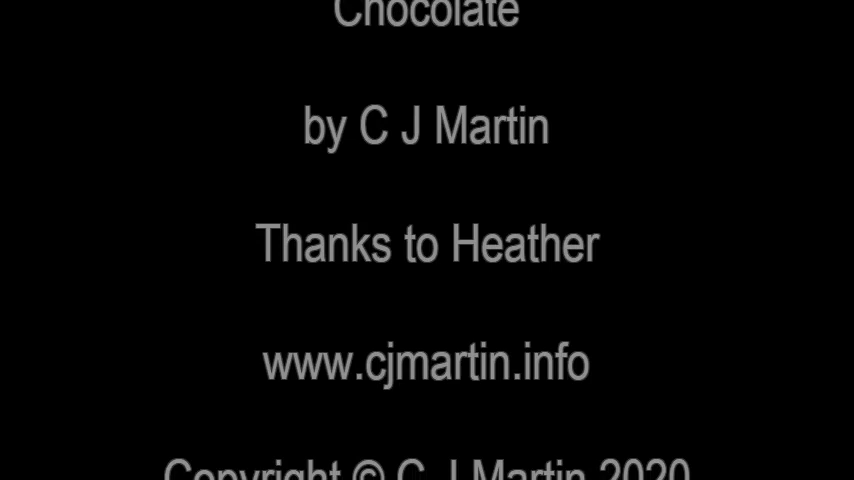 Chocolate
by C J Martin
Thanks to Heather
www.cjmartin.info
Copyright © C J Martin 2020